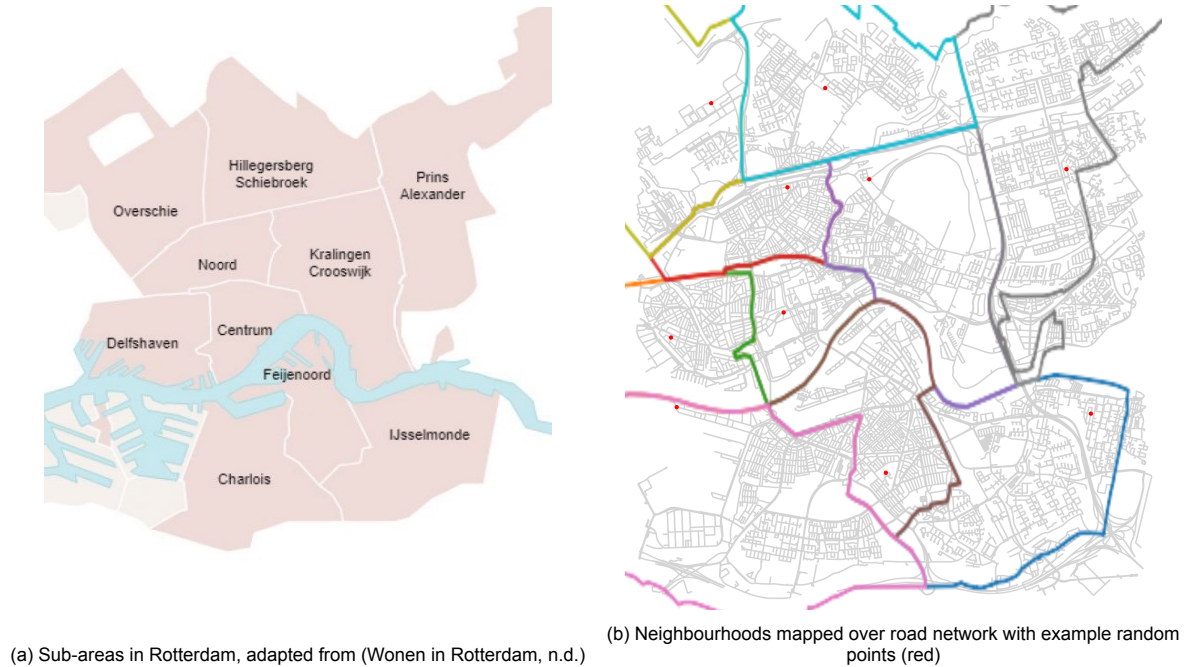 Hillegersberg
Schiebroek
Prins
Alexander
Overschie
Kralingen
Crooswijk
Noord
Centrum
Delfshaven
Feijenoord
IJsselmonde
Charlois
(a) Sub-areas in Rotterdam, adapted from (Wonen in Rotterdam, n.d.)
(b) Neighbourhoods mapped over road network with example random
points (red)